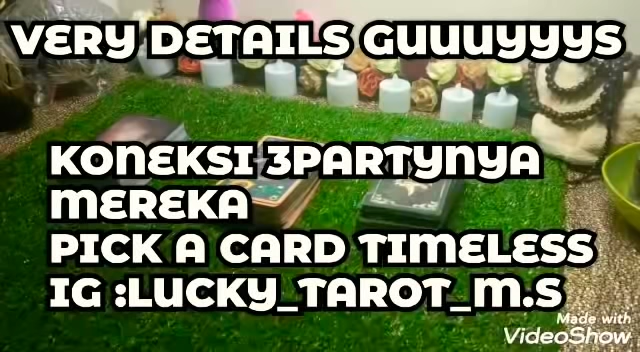 VERY DETAILS GUUUYYYS
KONEKSI 3PARTYNYA
MEREKA
PICK A CARD TIMELESS
IG :LUCKY_TAROT_M.S
Made with
VideoShow